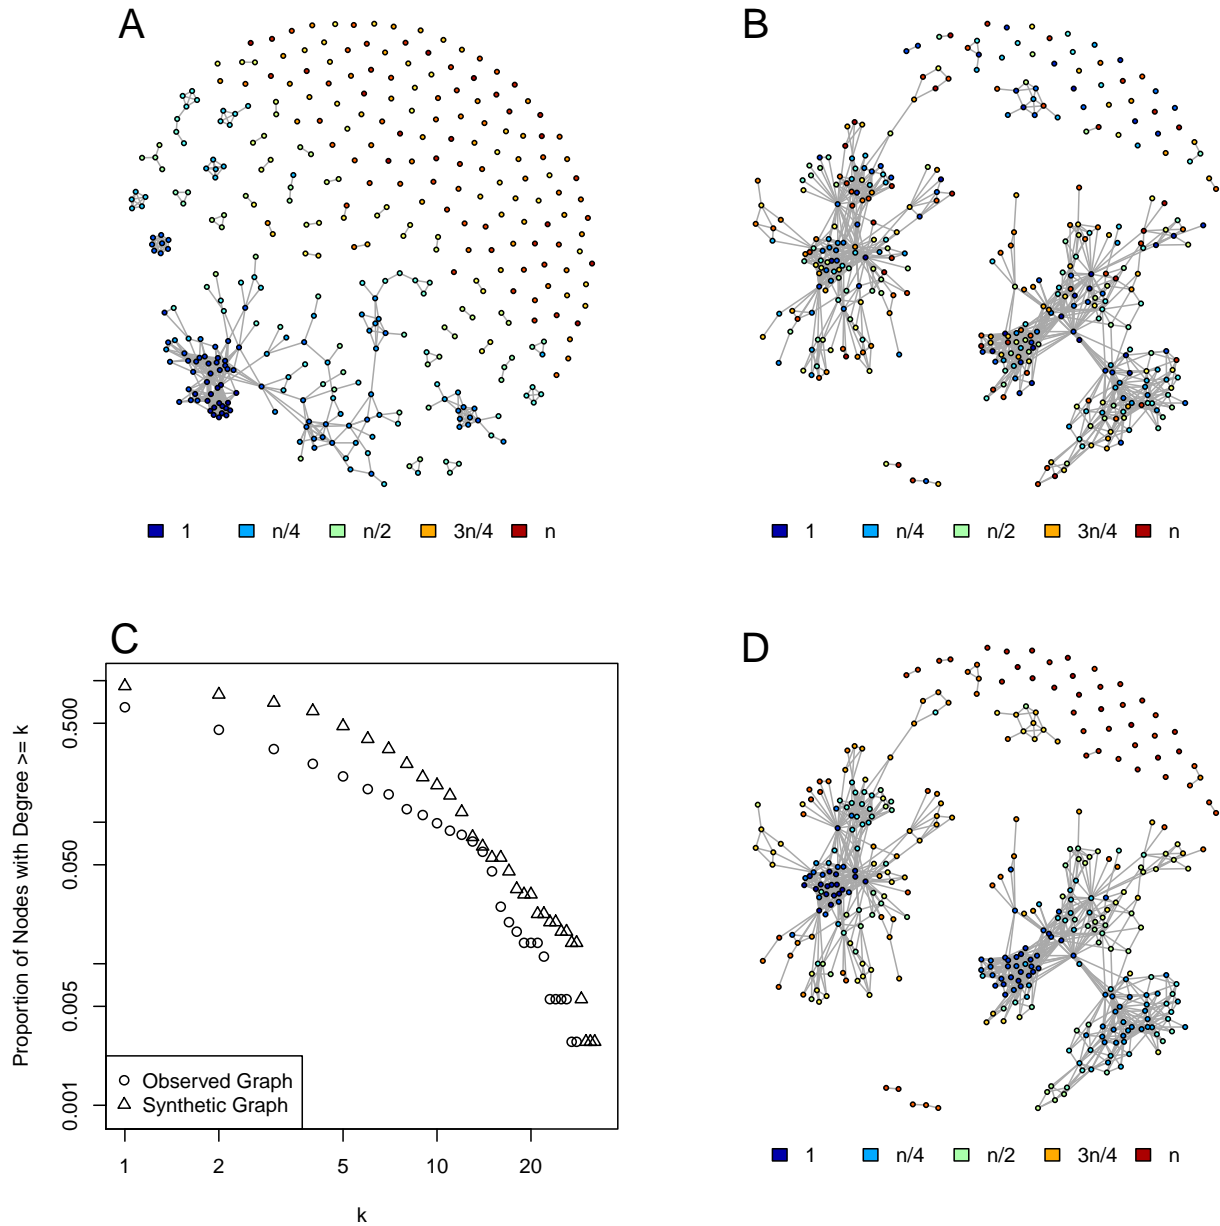 A
B
1 n/4 n/2 3n/4 n
1 n/4 n/2 3n/4 n
C
D
Proportion of Nodes with Degree >= k
0.500
0.050
0.005
0.001
Observed Graph
Synthetic Graph
1 2 5 10 20
k
1 n/4 n/2 3n/4 n